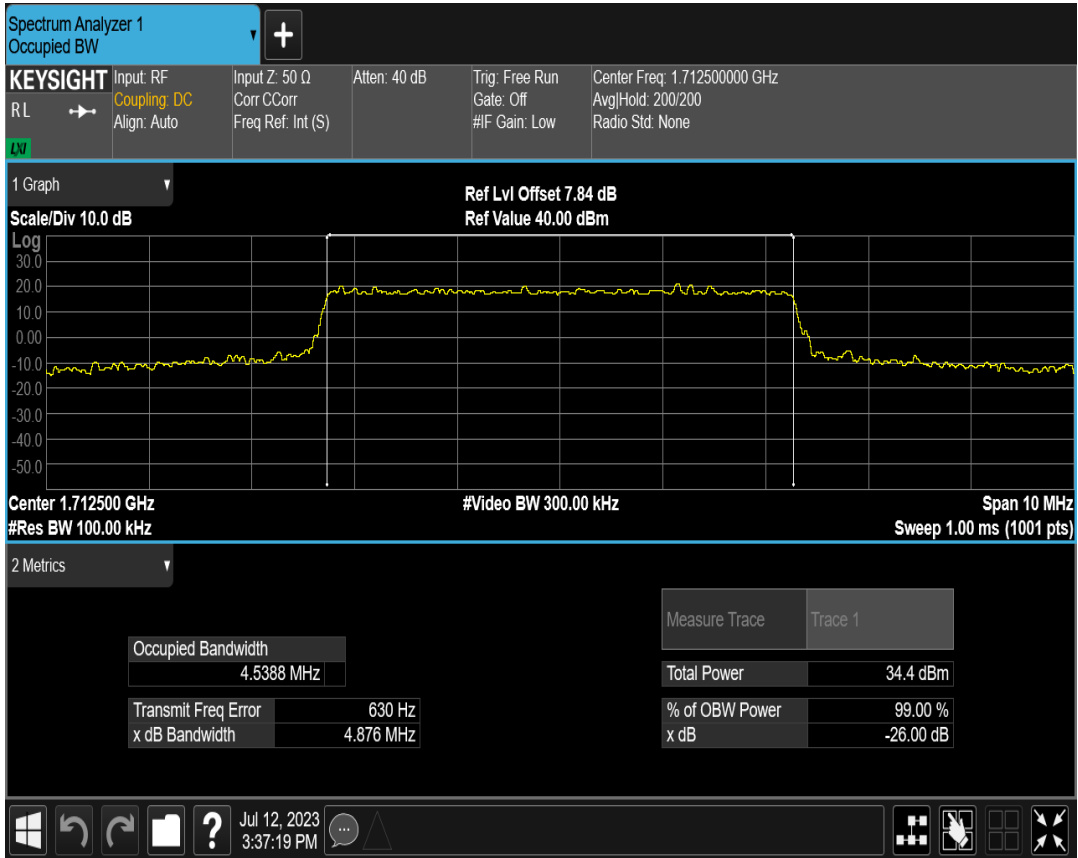 Spectrum Analyzer 1
Occupied BW
+
KEYSIGHT
R L
LXI
Input: RF
Coupling: DC
Align: Auto
Input Z: 50 Ω
Corr CCorr
Freq Ref: Int (S)
Atten: 40 dB
Trig: Free Run
Gate: Off
#IF Gain: Low
Center Freq: 1.712500000 GHz
Avg|Hold: 200/200
Radio Std: None
1 Graph
Scale/Div 10.0 dB
Ref Lvl Offset 7.84 dB
Ref Value 40.00 dBm
Log
30.0
20.0
10.0
0.00
-10.0
-20.0
-30.0
-40.0
-50.0
Center 1.712500 GHz
#Video BW 300.00 kHz
Span 10 MHz
#Res BW 100.00 kHz
Sweep 1.00 ms (1001 pts)
2 Metrics
Measure Trace
Trace 1
Occupied Bandwidth
4.5388 MHz
Total Power
34.4 dBm
Transmit Freq Error
630 Hz
% of OBW Power
99.00 %
x dB Bandwidth
4.876 MHz
x dB
-26.00 dB
?
Jul 12, 2023
3:37:19 PM